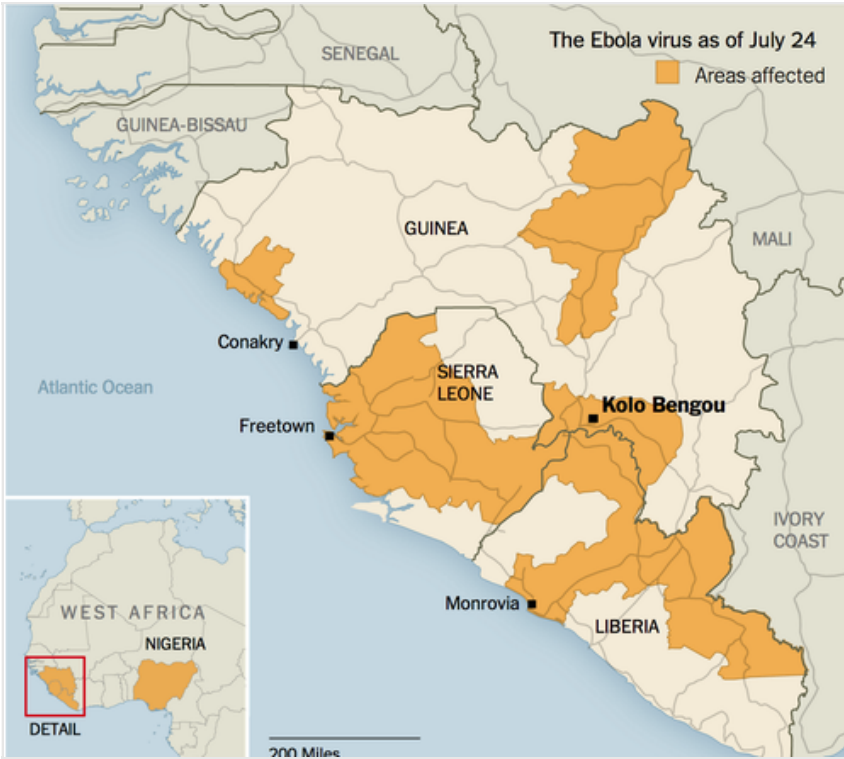 The Ebola virus as of July 24
Areas affected
SENEGAL
GUINEA-BISSAU
GUINEA
MALI
Conakry
SIERRA
LEONE
Atlantic Ocean
Kolo Bengou
Freetown
IVORY
COAST
Monrovia
LIBERIA
WEST AFRICA
NIGERIA
DETAIL
200 Miles